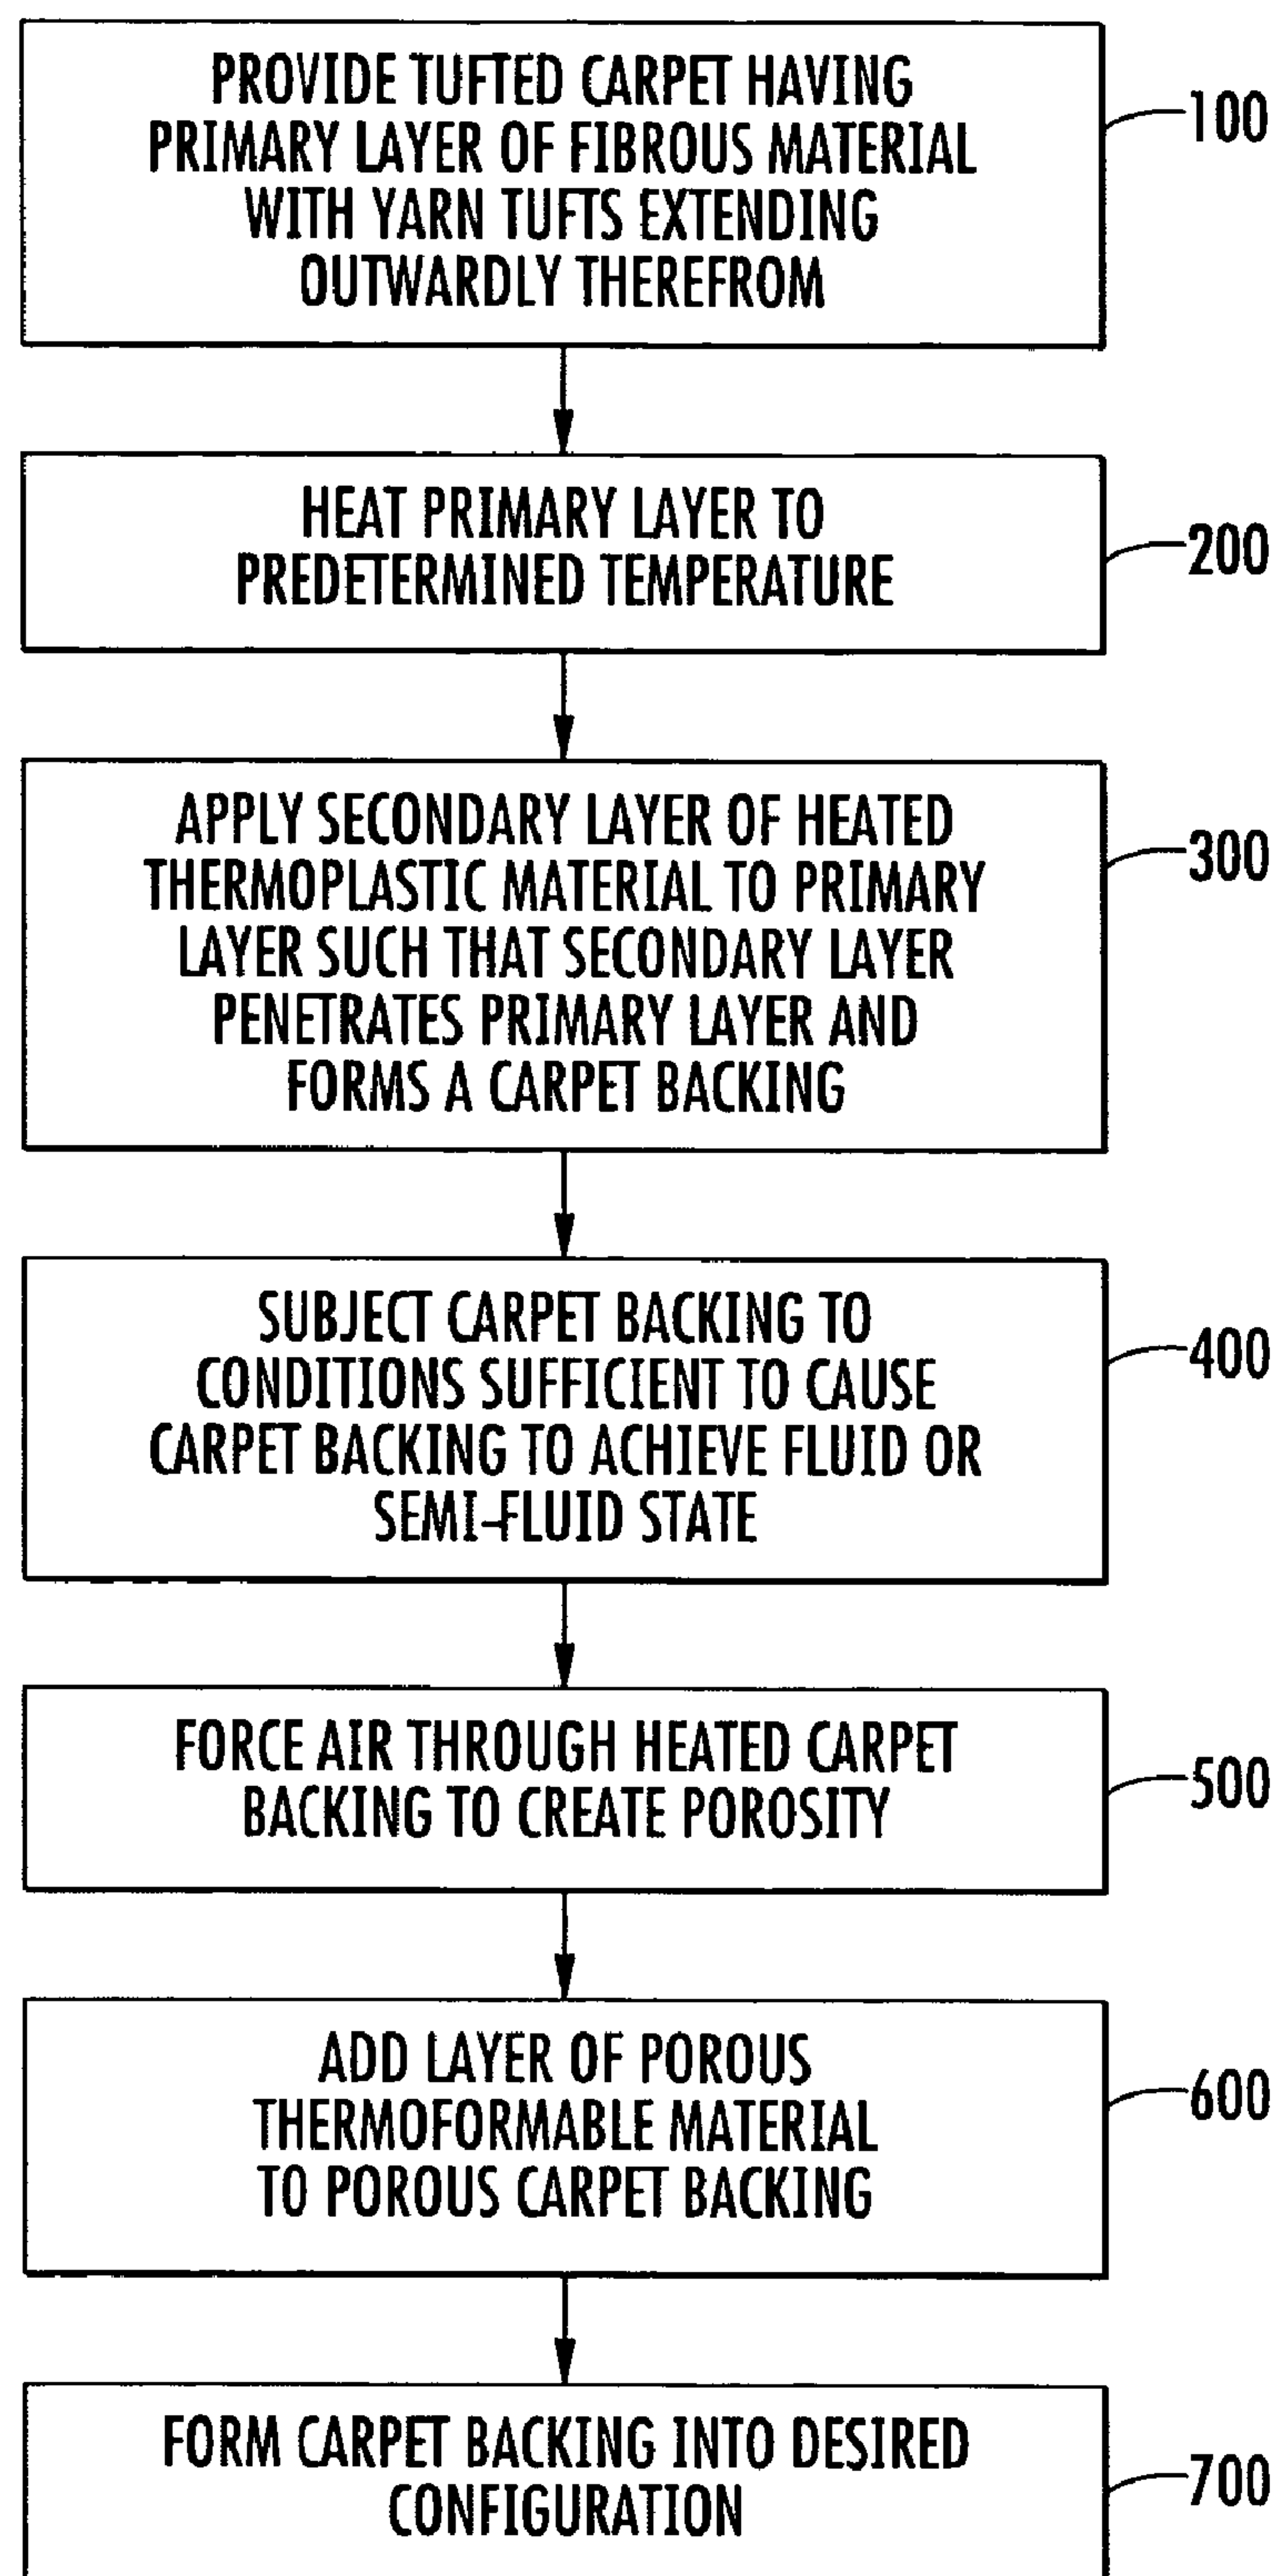 PROVIDE TUFTED CARPET HAVING
PRIMARY LAYER OF FIBROUS MATERIAL
WITH YARN TUFTS EXTENDING
OUTWARDLY THEREFROM
100
HEAT PRIMARY LAYER TO
PREDETERMINED TEMPERATURE
200
APPLY SECONDARY LAYER OF HEATED
THERMOPLASTIC MATERIAL TO PRIMARY
LAYER SUCH THAT SECONDARY LAYER
PENETRATES PRIMARY LAYER AND
FORMS A CARPET BACKING
300
SUBJECT CARPET BACKING TO
CONDITIONS SUFFICIENT TO CAUSE
CARPET BACKING TO ACHIEVE FLUID OR
SEMI-FLUID STATE
400
FORCE AIR THROUGH HEATED CARPET
BACKING TO CREATE POROSITY
500
ADD LAYER OF POROUS
THERMOFORMABLE MATERIAL
TO POROUS CARPET BACKING
600
FORM CARPET BACKING INTO DESIRED
CONFIGURATION
700